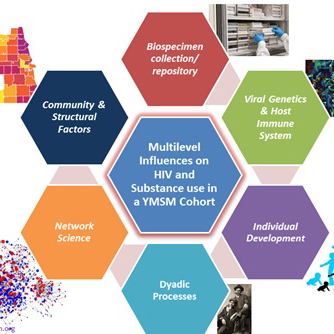 Biospecimen
collection/
repository
Community &
Structural
Factors
Viral Genetics
& Host
Immune
System
Multilevel
Influences on
HIV and
Substance use in
a YMSM Cohort
Network
Science
Individual
Development
Dyadic
Processes